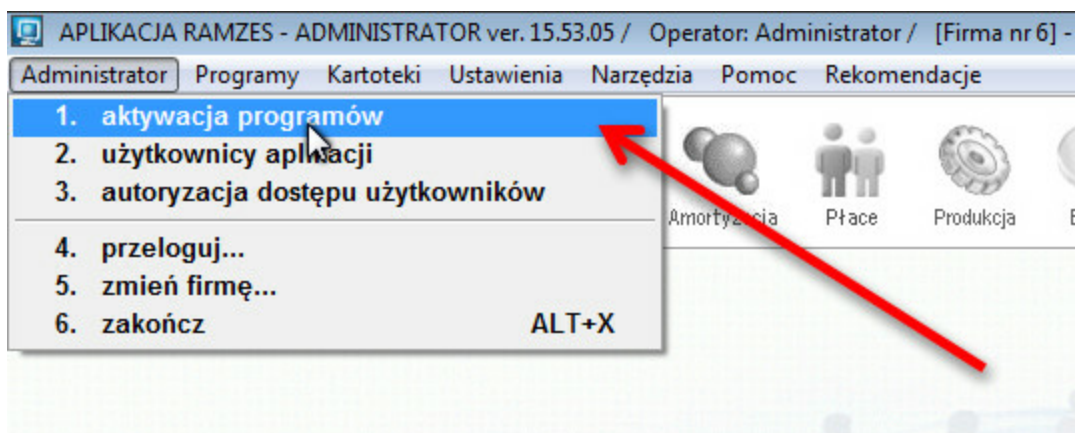 APLIKACJA RAMZES - ADMINISTRATOR ver. 15.53.05 / Operator: Administrator / [Firma nr 6] -
Administrator Programy Kartoteki Ustawienia Narzędzia Pomoc Rekomendacje
1. aktywacja programów
2. użytkownicy aplikacji
3. autoryzacja dostępu użytkowników
4. przeloguj...
5. zmień firmę...
6. zakończ ALT+X
Amortyzacja Płace Produkcja